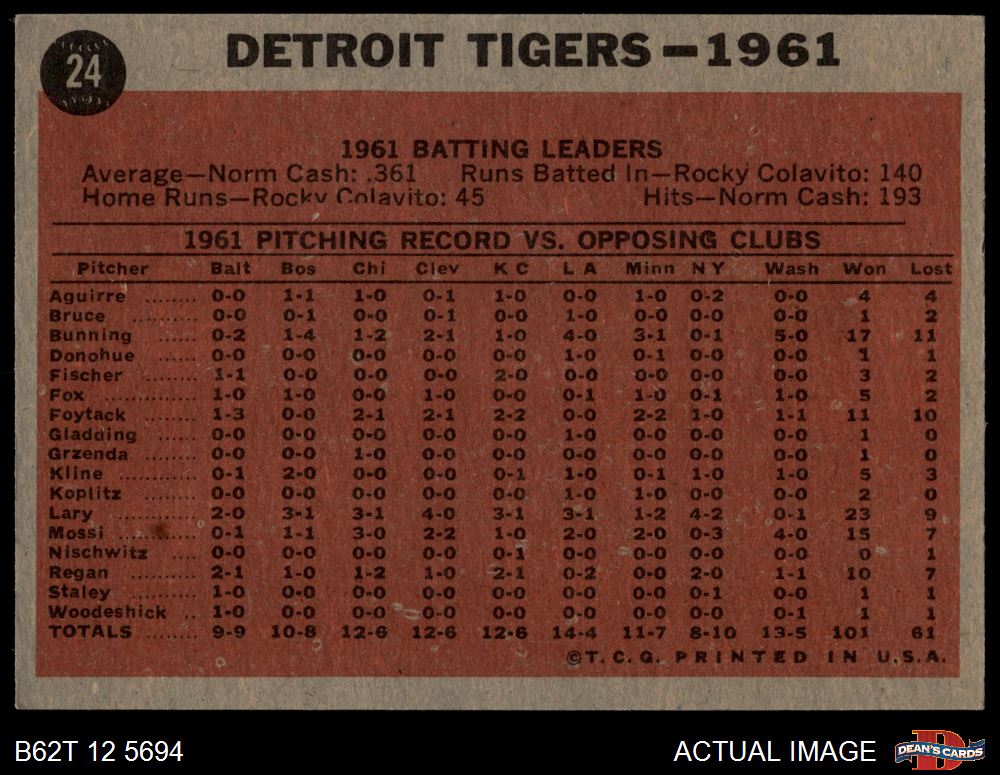 24
DETROIT TIGERS—1961
1961 BATTING LEADERS
Average—Norm Cash: .361 Runs Batted In—Rocky Colavito: 140
Home Runs—Rocky Colavito: 45 Hits—Norm Cash: 193
1961 PITCHING RECORD VS. OPPOSING CLUBS
Pitcher Balt Bos Chi Clev K C L A Minn N Y Wash Won Lost
Aguirre ........ 0-0 1-1 1-0 0-1 1-0 0-0 1-0 0-2 0-0 4 4
Bruce .......... 0-0 0-1 0-0 0-1 0-0 1-0 0-0 0-0 0-0 1 2
Bunning ....... 0-2 1-4 1-2 2-1 1-0 4-0 3-1 0-1 5-0 17 11
Donohue ...... 0-0 0-0 0-0 0-0 0-0 1-0 0-1 0-0 0-0 1 1
Fischer ........ 1-1 0-0 0-0 0-0 2-0 0-0 0-0 0-0 0-0 3 2
Fox ............. 1-0 1-0 0-0 1-0 0-0 0-1 1-0 0-1 1-0 5 2
Foytack ....... 1-3 0-0 2-1 2-1 2-2 0-0 2-2 1-0 1-1 11 10
Gladding ...... 0-0 0-0 0-0 0-0 0-0 1-0 0-0 0-0 0-0 1 0
Grzenda ....... 0-0 0-0 1-0 0-0 0-0 0-0 0-0 0-0 0-0 1 0
Kline ........... 0-1 2-0 0-0 0-0 0-1 1-0 0-1 1-0 1-0 5 3
Koplitz ........ 0-0 0-0 0-0 0-0 0-0 1-0 1-0 0-0 0-0 2 0
Lary ............ 2-0 3-1 3-1 4-0 3-1 3-1 1-2 4-2 0-1 23 9
Mossi .......... 0-1 1-1 3-0 2-2 1-0 2-0 2-0 0-3 4-0 15 7
Nischwitz .... 0-0 0-0 0-0 0-0 0-1 0-0 0-0 0-0 0-0 0 1
Regan .......... 2-1 1-0 1-2 1-0 2-1 0-2 0-0 2-0 1-1 10 7
Staley .......... 1-0 0-0 0-0 0-0 0-0 0-0 0-0 0-1 0-0 1 1
Woodeshick .. 1-0 0-0 0-0 0-0 0-0 0-0 0-0 0-0 0-1 1 1
TOTALS ........ 9-9 10-8 12-6 12-6 12-6 14-4 11-7 8-10 13-5 101 61
©T. C. G. PRINTED IN U.S.A.
B62T 12 5694 ACTUAL IMAGE DEAN'S CARDS